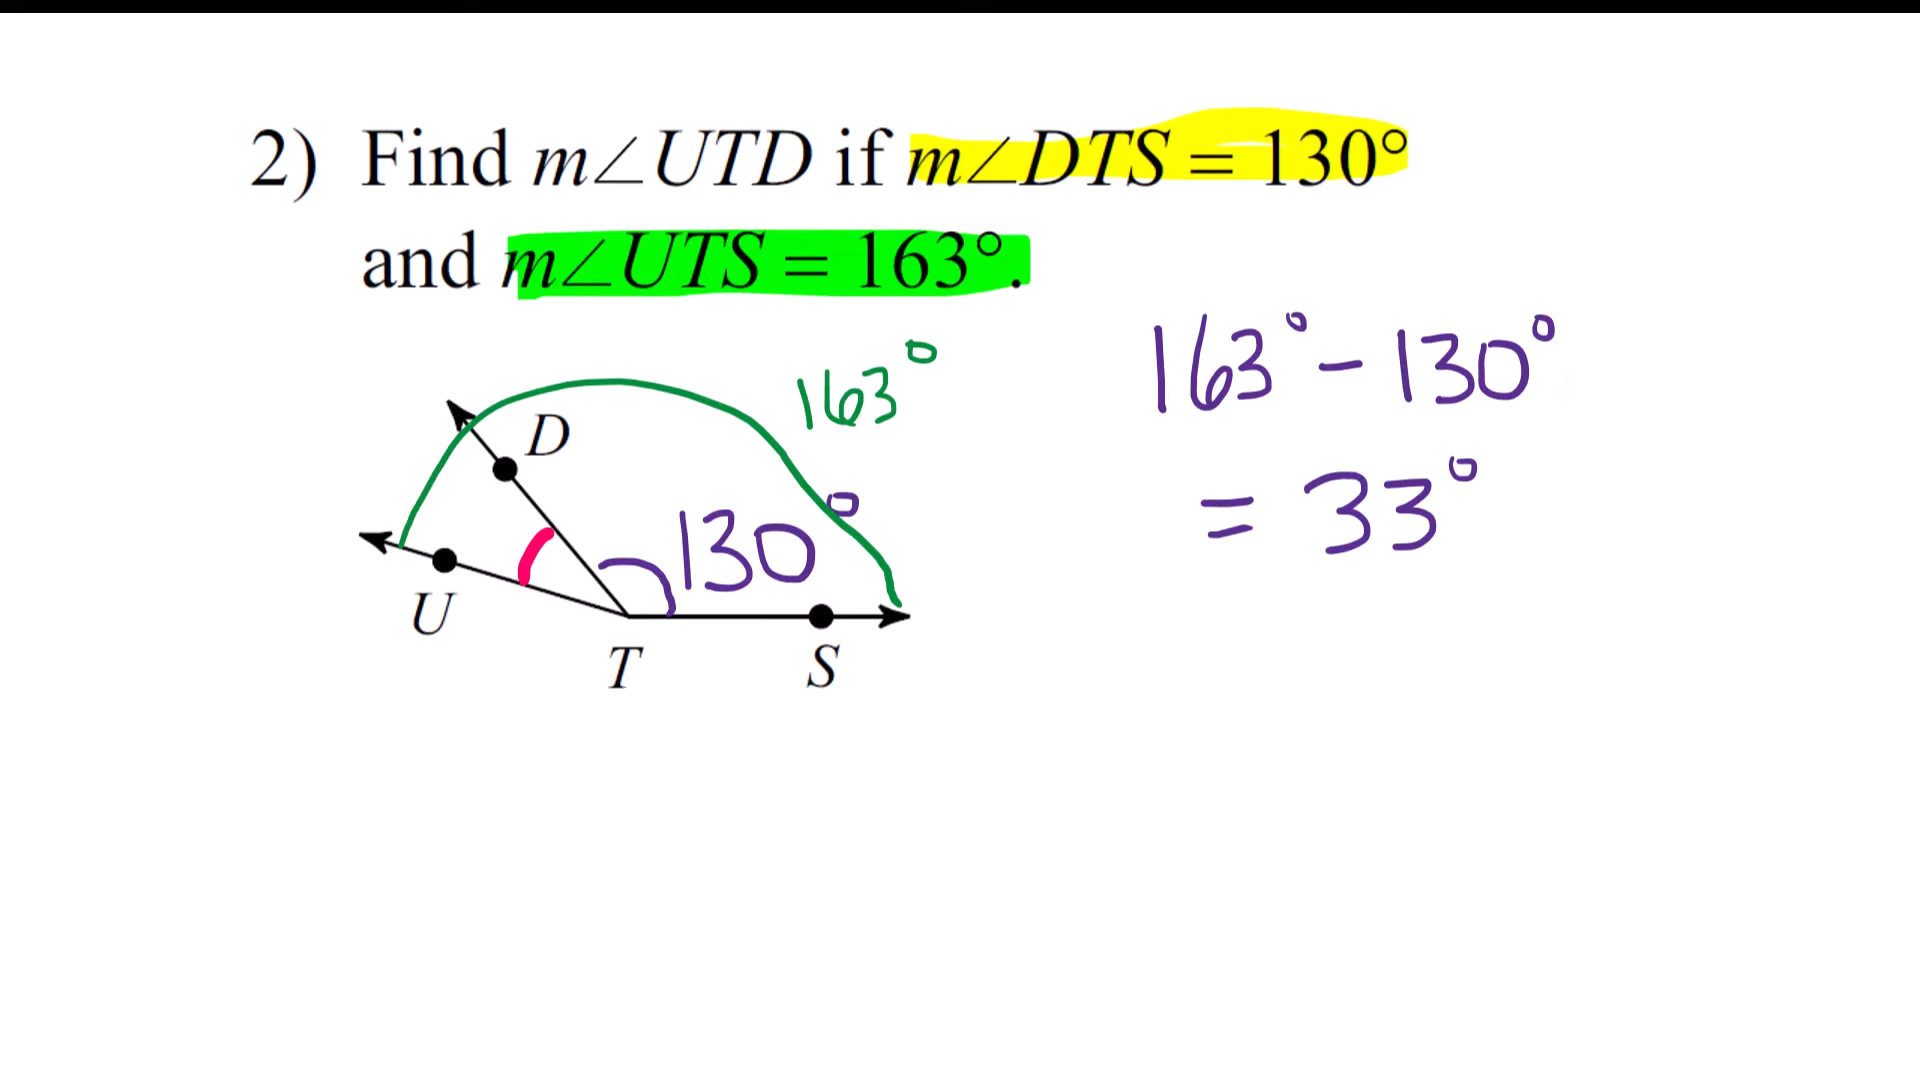 2) Find m∠UTD if m∠DTS = 130°
and m∠UTS = 163°.
163°
163° - 130°
= 33°
D
130°
U
T
S